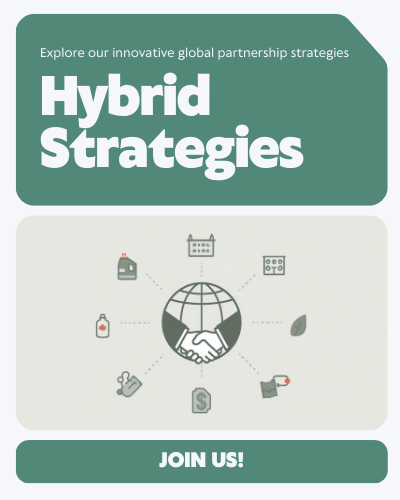 Explore our innovative global partnership strategies
Hybrid
Strategies
$
JOIN US!